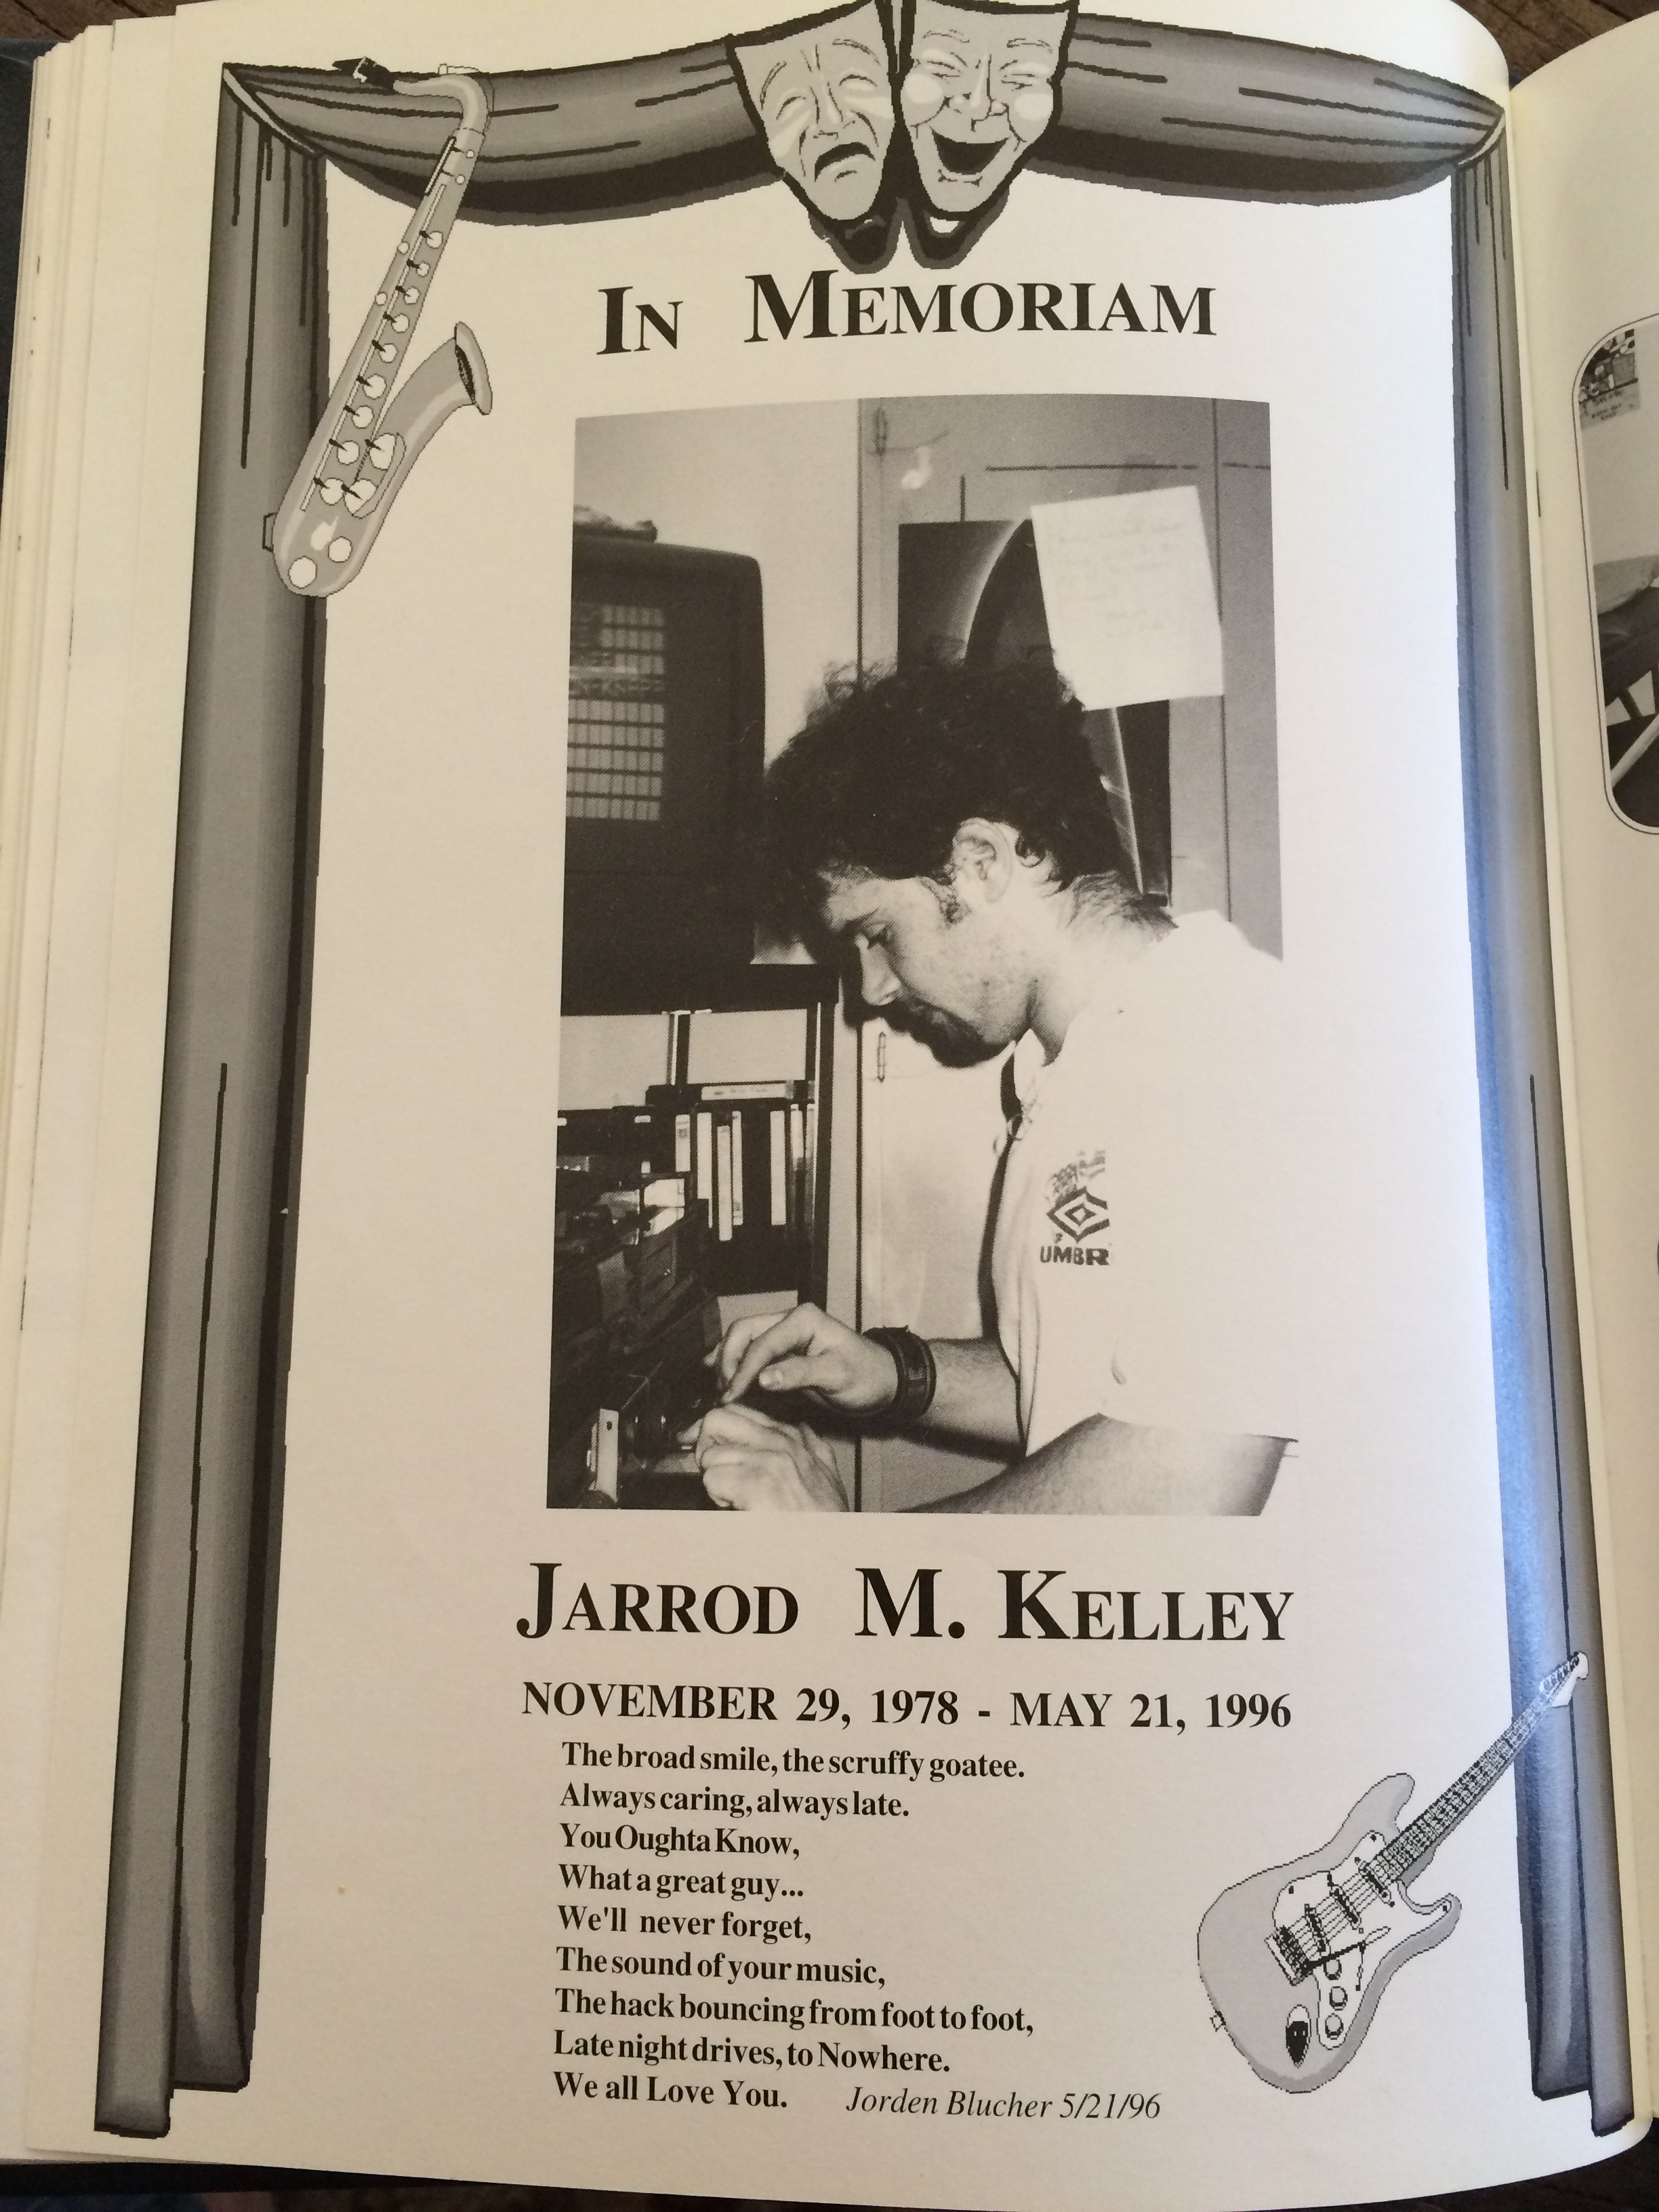 IN MEMORIAM
UMBR
JARROD M. KELLEY
NOVEMBER 29, 1978 - MAY 21, 1996
The broad smile, the scruffy goatee.
Always caring, always late.
You Oughta Know,
What a great guy...
We'll never forget,
The sound of your music,
The hack bouncing from foot to foot,
Late night drives, to Nowhere.
We all Love You. Jorden Blucher 5/21/96